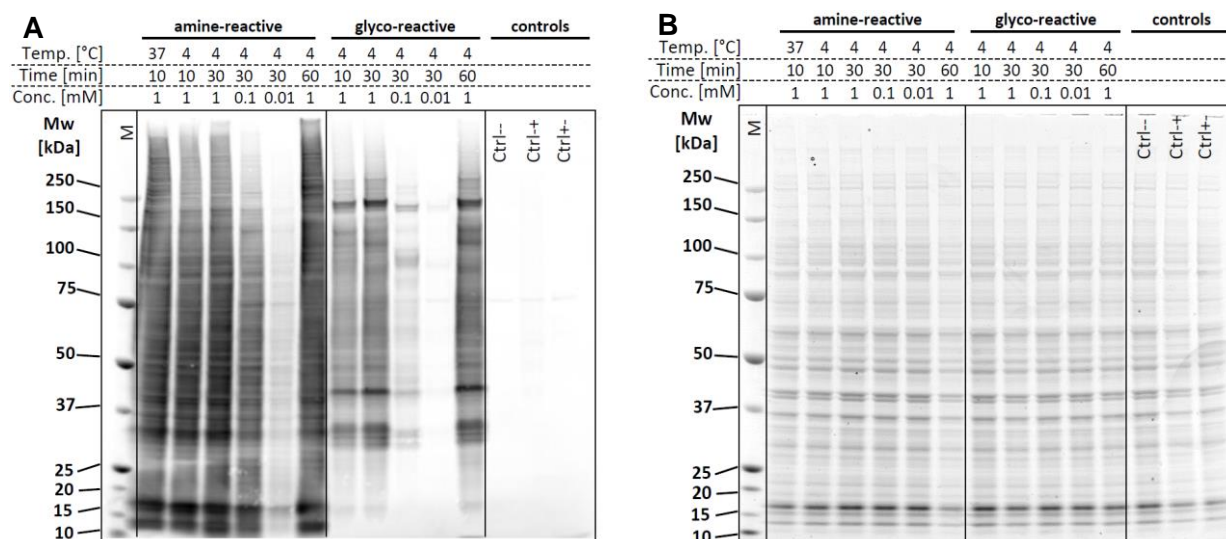 A
amine-reactive glyco-reactive controls
Temp. [°C] 37 4 4 4 4 4 4 4 4 4 4
Time [min] 10 10 30 30 30 60 10 30 30 30 60
Conc. [mM] 1 1 1 0.1 0.01 1 1 1 0.1 0.01 1
Mw
[kDa]
M
Ctrl--
Ctrl-+
Ctrl+-
250
150
100
75
50
37
25
20
15
10
B
amine-reactive glyco-reactive controls
Temp. [°C] 37 4 4 4 4 4 4 4 4 4 4
Time [min] 10 10 30 30 30 60 10 30 30 30 60
Conc. [mM] 1 1 1 0.1 0.01 1 1 1 0.1 0.01 1
Mw
[kDa]
M
Ctrl--
Ctrl-+
Ctrl+-
250
150
100
75
50
37
25
20
15
10